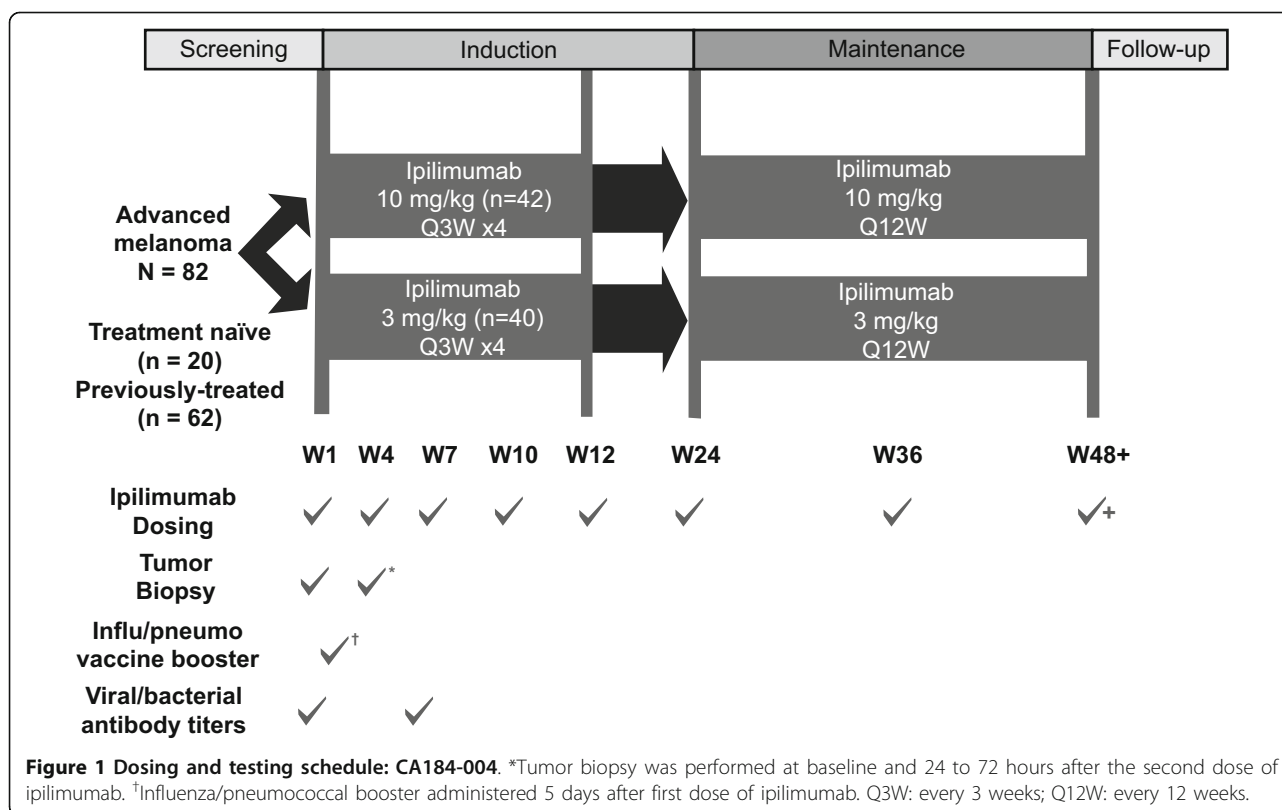 Screening Induction Maintenance Follow-up
Ipilimumab
10 mg/kg (n=42)
Q3W x4
Ipilimumab
10 mg/kg
Q12W
Advanced
melanoma
N = 82
Ipilimumab
3 mg/kg (n=40)
Q3W x4
Ipilimumab
3 mg/kg
Q12W
Treatment naïve
(n = 20)
Previously-treated
(n = 62)
W1 W4 W7 W10 W12 W24 W36 W48+
Ipilimumab
Dosing
✓ ✓ ✓ ✓ ✓ ✓ ✓ ✓+
Tumor
Biopsy
✓ ✓*
Influ/pneumo
vaccine booster
✓†
Viral/bacterial
antibody titers
✓ ✓
Figure 1 Dosing and testing schedule: CA184-004. *Tumor biopsy was performed at baseline and 24 to 72 hours after the second dose of
ipilimumab. †Influenza/pneumococcal booster administered 5 days after first dose of ipilimumab. Q3W: every 3 weeks; Q12W: every 12 weeks.